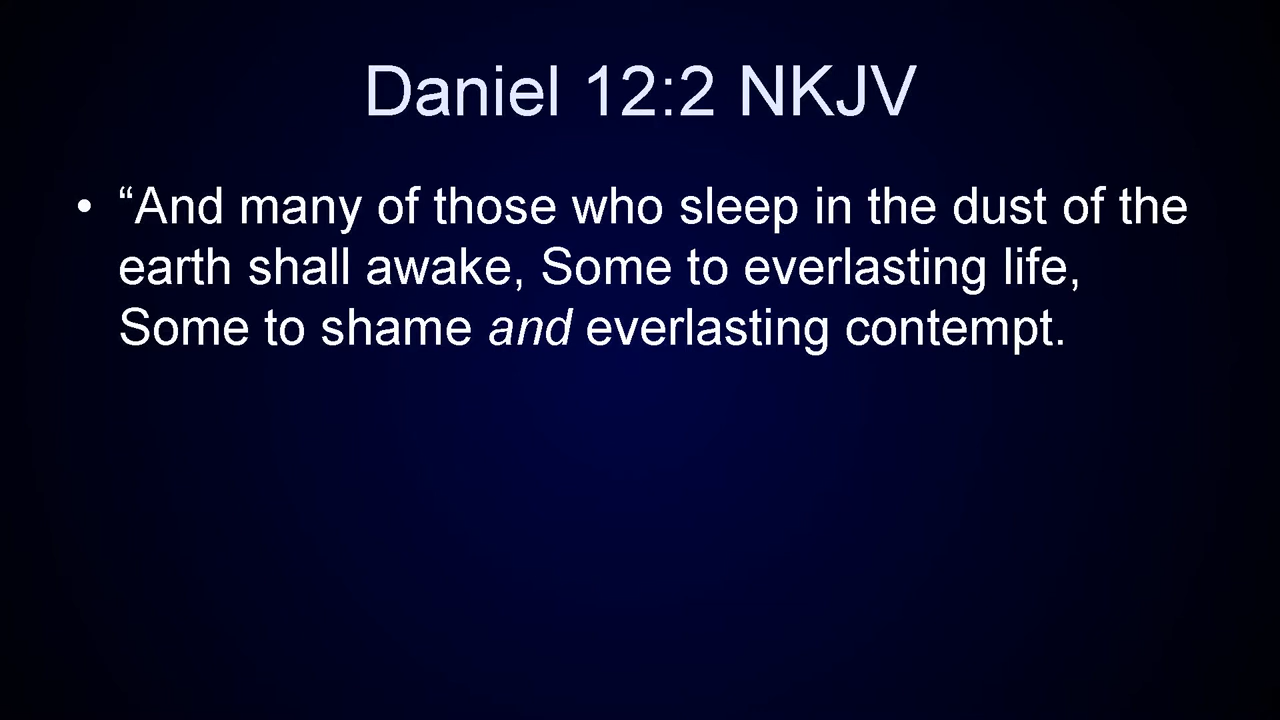 Daniel 12:2 NKJV
• “And many of those who sleep in the dust of the
earth shall awake, Some to everlasting life,
Some to shame and everlasting contempt.